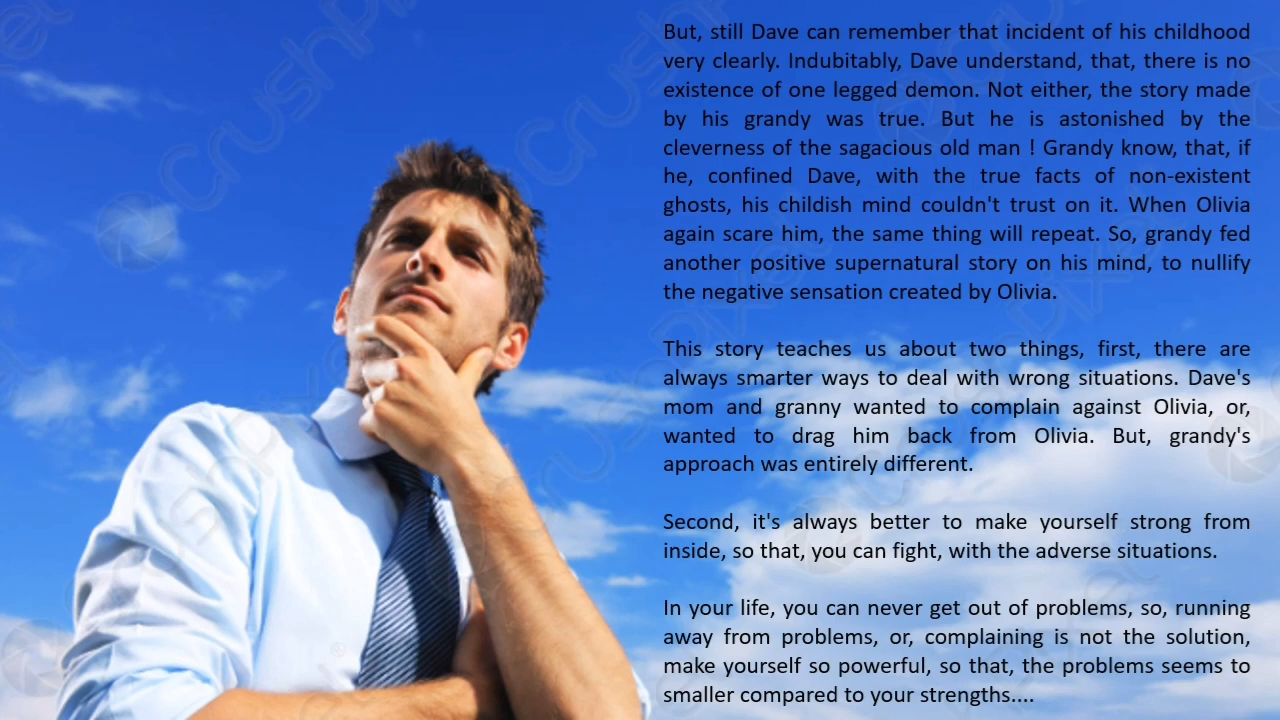 But, still Dave can remember that incident of his childhood
very clearly. Indubitably, Dave understand, that, there is no
existence of one legged demon. Not either, the story made
by his grandy was true. But he is astonished by the
cleverness of the sagacious old man ! Grandy know, that, if
he, confined Dave, with the true facts of non-existent
ghosts, his childish mind couldn't trust on it. When Olivia
again scare him, the same thing will repeat. So, grandy fed
another positive supernatural story on his mind, to nullify
the negative sensation created by Olivia.
This story teaches us about two things, first, there are
always smarter ways to deal with wrong situations. Dave's
mom and granny wanted to complain against Olivia, or,
wanted to drag him back from Olivia. But, grandy's
approach was entirely different.
Second, it's always better to make yourself strong from
inside, so that, you can fight, with the adverse situations.
In your life, you can never get out of problems, so, running
away from problems, or, complaining is not the solution,
make yourself so powerful, so that, the problems seems to
smaller compared to your strengths....